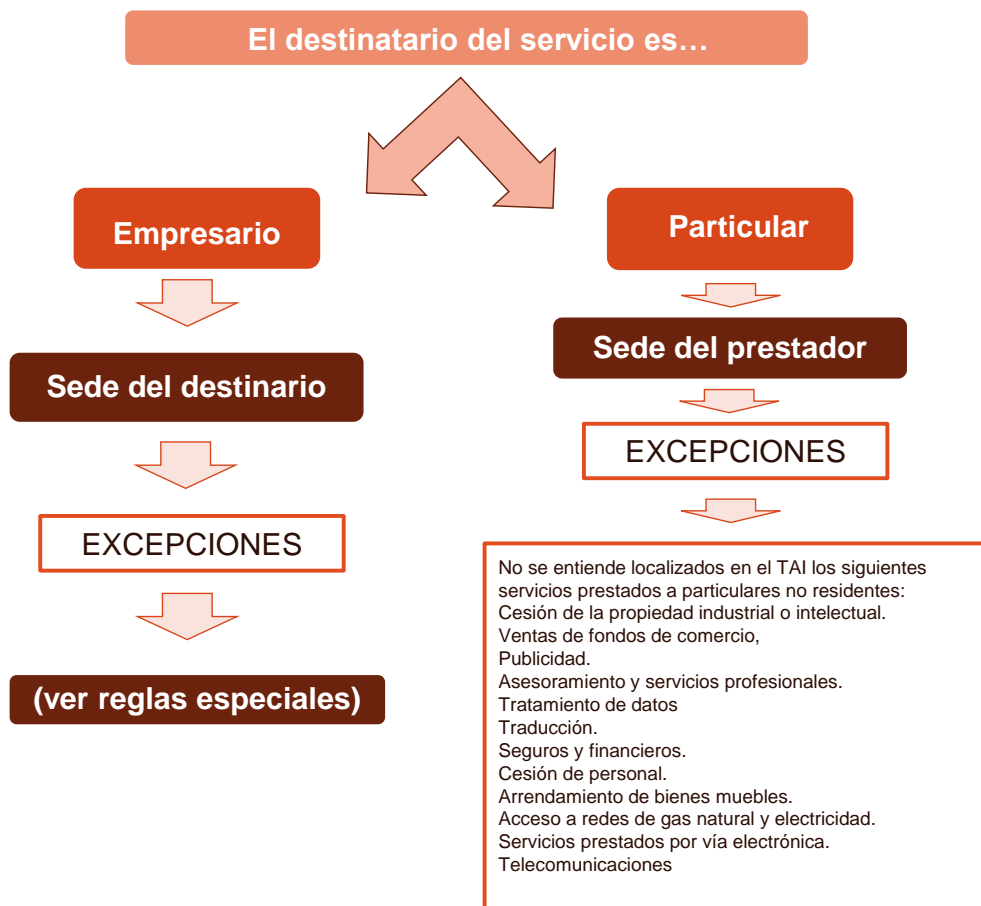 El destinatario del servicio es…
Empresario
Sede del destinario
EXCEPCIONES
(ver reglas especiales)
Particular
Sede del prestador
EXCEPCIONES
No se entiende localizados en el TAI los siguientes
servicios prestados a particulares no residentes:
Cesión de la propiedad industrial o intelectual.
Ventas de fondos de comercio,
Publicidad.
Asesoramiento y servicios profesionales.
Tratamiento de datos
Traducción.
Seguros y financieros.
Cesión de personal.
Arrendamiento de bienes muebles.
Acceso a redes de gas natural y electricidad.
Servicios prestados por vía electrónica.
Telecomunicaciones